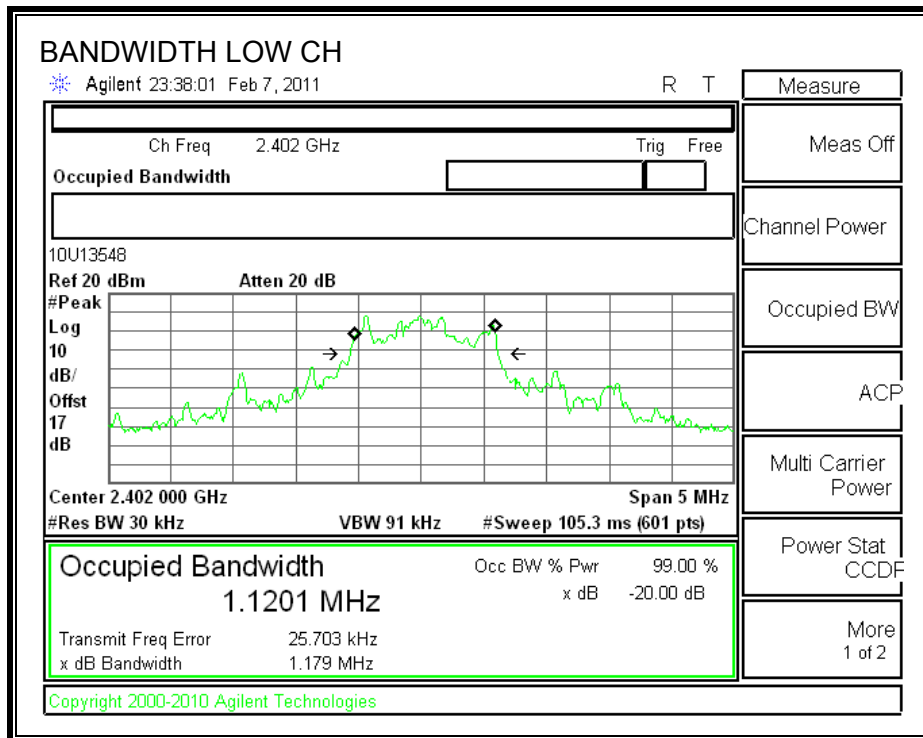 BANDWIDTH LOW CH
Agilent 23:38:01 Feb 7, 2011 R T
Measure
Ch Freq 2.402 GHz Trig Free
Meas Off
Occupied Bandwidth
Channel Power
10U13548
Ref 20 dBm Atten 20 dB
Occupied BW
#Peak
Log
10
dB/
Offst
17
dB
ACP
Multi Carrier
Power
Center 2.402 000 GHz Span 5 MHz
#Res BW 30 kHz VBW 91 kHz #Sweep 105.3 ms (601 pts)
Power Stat
CCDF
Occupied Bandwidth Occ BW % Pwr 99.00 %
1.1201 MHz x dB -20.00 dB
More
1 of 2
Transmit Freq Error 25.703 kHz
x dB Bandwidth 1.179 MHz
Copyright 2000-2010 Agilent Technologies